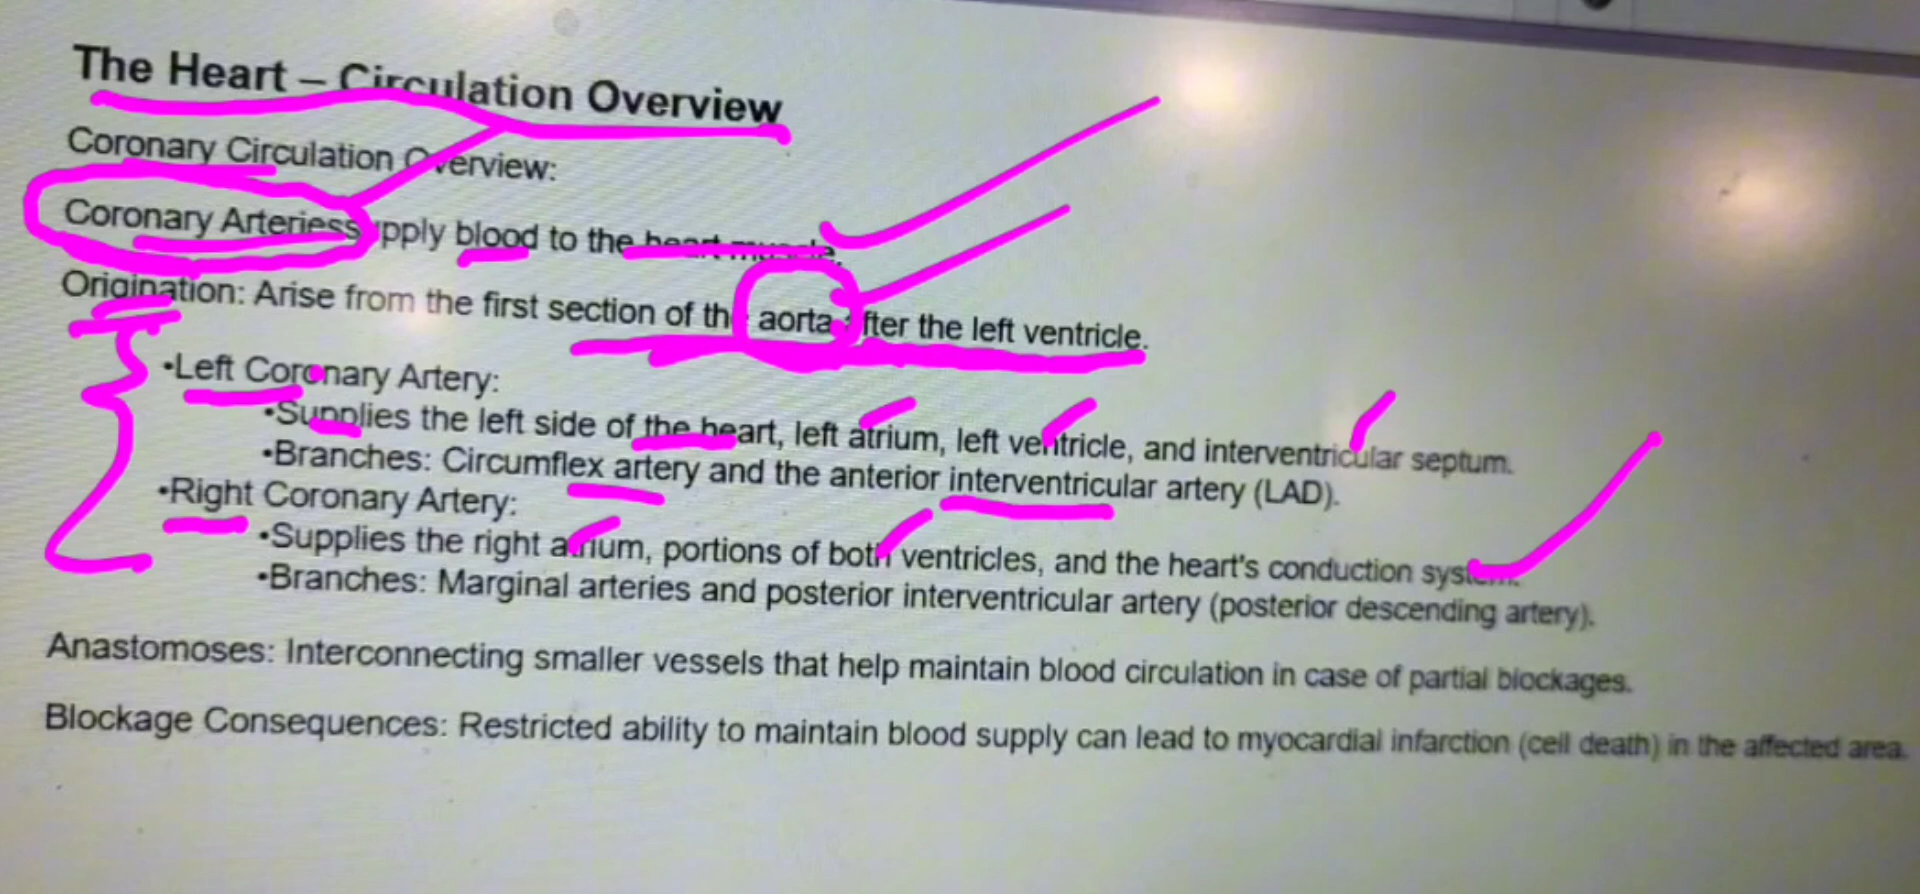 The Heart – Circulation Overview
Coronary Circulation Overview:
Coronary Arteriessupply blood to the heart muscle.
Origination: Arise from the first section of the aorta after the left ventricle.
•Left Coronary Artery:
•Supplies the left side of the heart, left atrium, left ventricle, and interventricular septum.
•Branches: Circumflex artery and the anterior interventricular artery (LAD).
•Right Coronary Artery:
•Supplies the right atrium, portions of both ventricles, and the heart's conduction system.
•Branches: Marginal arteries and posterior interventricular artery (posterior descending artery).
Anastomoses: Interconnecting smaller vessels that help maintain blood circulation in case of partial blockages.
Blockage Consequences: Restricted ability to maintain blood supply can lead to myocardial infarction (cell death) in the affected area.